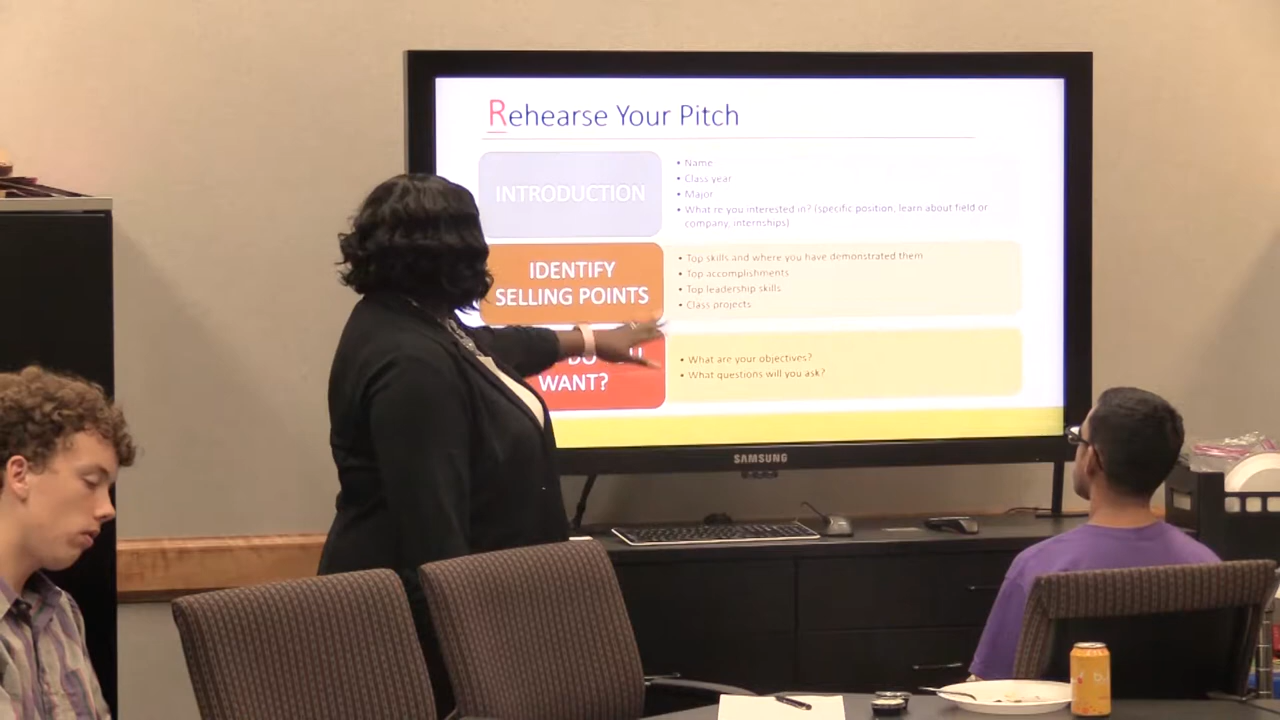 Rehearse Your Pitch
INTRODUCTION
• Name
• Class year
• Major
• What re you interested in? (specific position, learn about field or
company, internships)
IDENTIFY
SELLING POINTS
• Top skills and where you have demonstrated them
• Top accomplishments
• Top leadership skills
• Class projects
DO
WANT?
• What are your objectives?
• What questions will you ask?
SAMSUNG